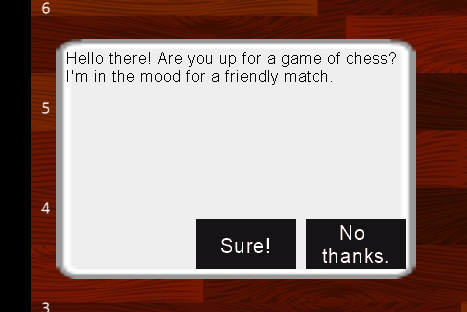 6
Hello there! Are you up for a game of chess?
I'm in the mood for a friendly match.
5
4
Sure!
No
thanks.
3